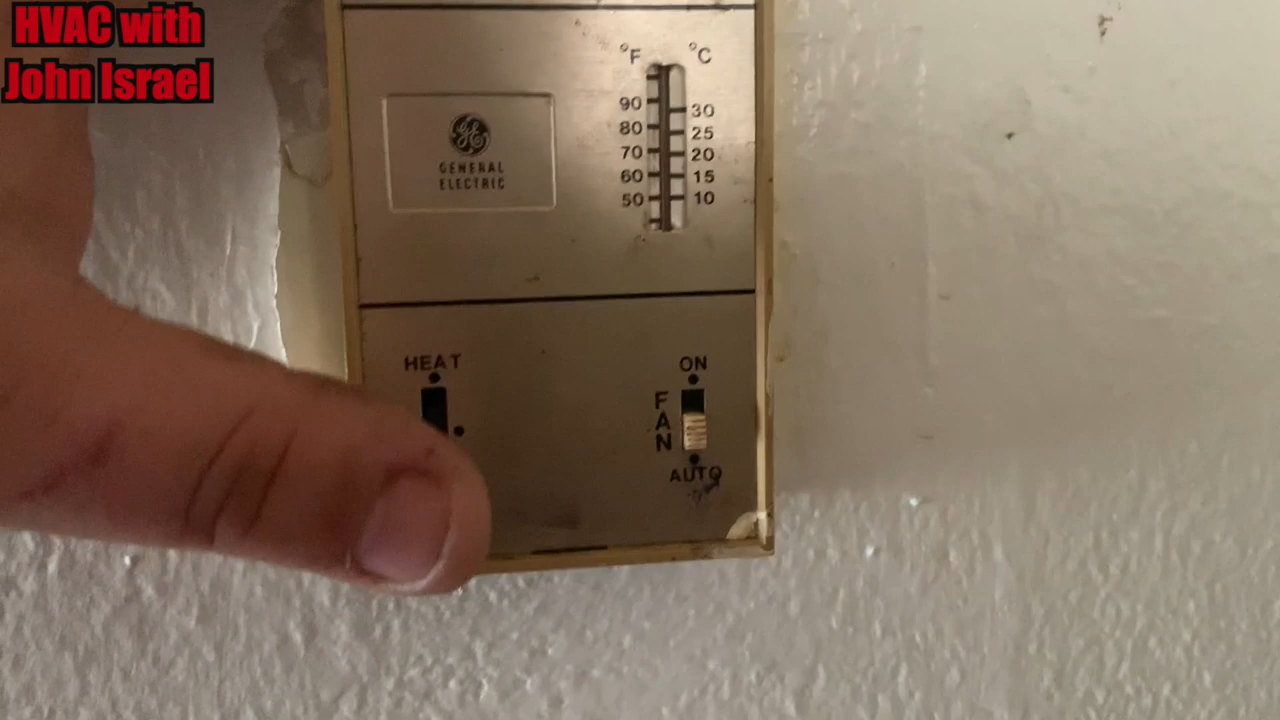 HVAC with
John Israel
°F °C
90 30
80 25
70 20
60 15
50 10
GE
GENERAL
ELECTRIC
HEAT
ON
FAN
AUTO